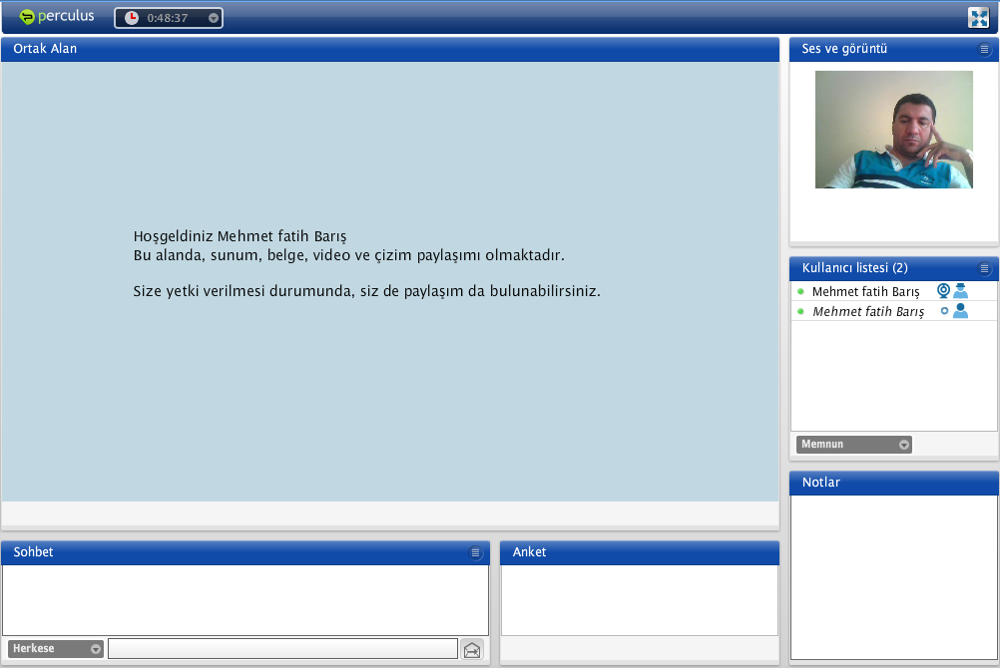 perculus
0:48:37
Ortak Alan
Ses ve görüntü
Hoşgeldiniz Mehmet fatih Barış
Bu alanda, sunum, belge, video ve çizim paylaşımı olmaktadır.
Size yetki verilmesi durumunda, siz de paylaşım da bulunabilirsiniz.
Kullanıcı listesi (2)
Mehmet fatih Barış
Mehmet fatih Barış
Memnun
Notlar
Sohbet
Anket
Herkese